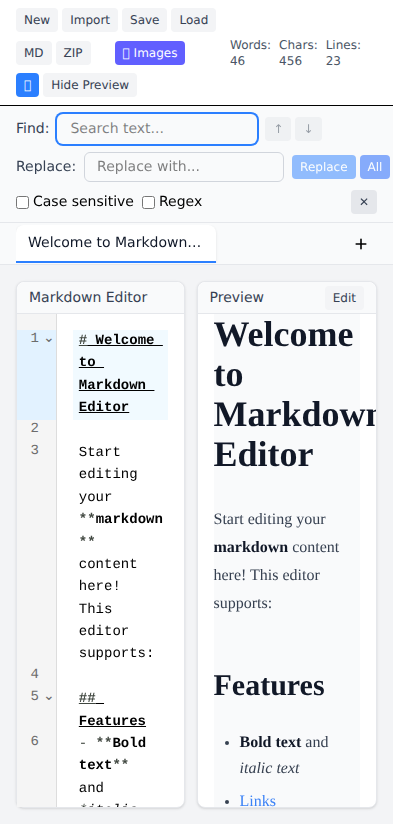 New Import Save Load
MD ZIP Images Words: 46 Chars: 456 Lines: 23
Hide Preview
Find: Search text... ↑ ↓
Replace: Replace with... Replace All
Case sensitive Regex ✕
Welcome to Markdown... +
Markdown Editor
1 # Welcome
to
Markdown
Editor
2
3 Start
editing
your
**markdown
**
content
here!
This
editor
supports:
4
5 ##
Features
6 - **Bold
text**
and
*italic
Preview Edit
Welcome
to
Markdown
Editor
Start editing your
markdown content
here! This editor
supports:
Features
• Bold text and
italic text
• Links